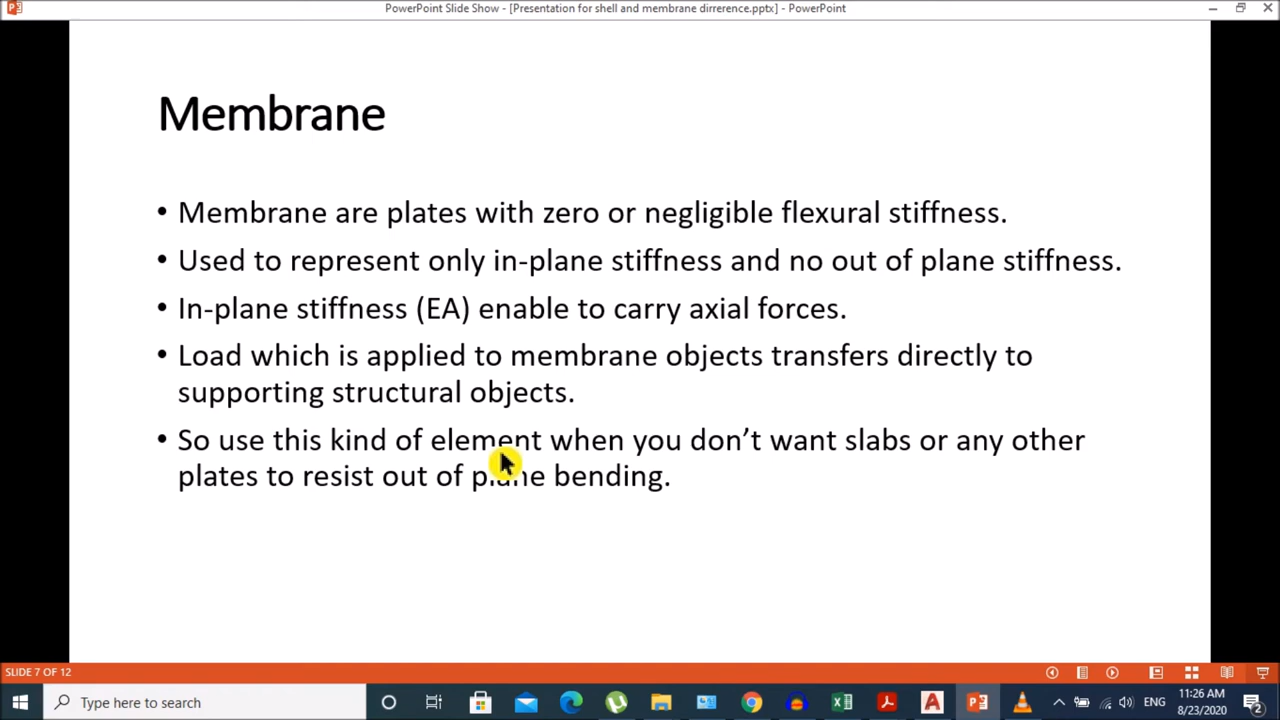 PowerPoint Slide Show - [Presentation for shell and membrane dirrerence.pptx] - PowerPoint
Membrane
• Membrane are plates with zero or negligible flexural stiffness.
• Used to represent only in-plane stiffness and no out of plane stiffness.
• In-plane stiffness (EA) enable to carry axial forces.
• Load which is applied to membrane objects transfers directly to
supporting structural objects.
• So use this kind of element when you don’t want slabs or any other
plates to resist out of plane bending.
SLIDE 7 OF 12
Type here to search
ENG
11:26 AM
8/23/2020
2